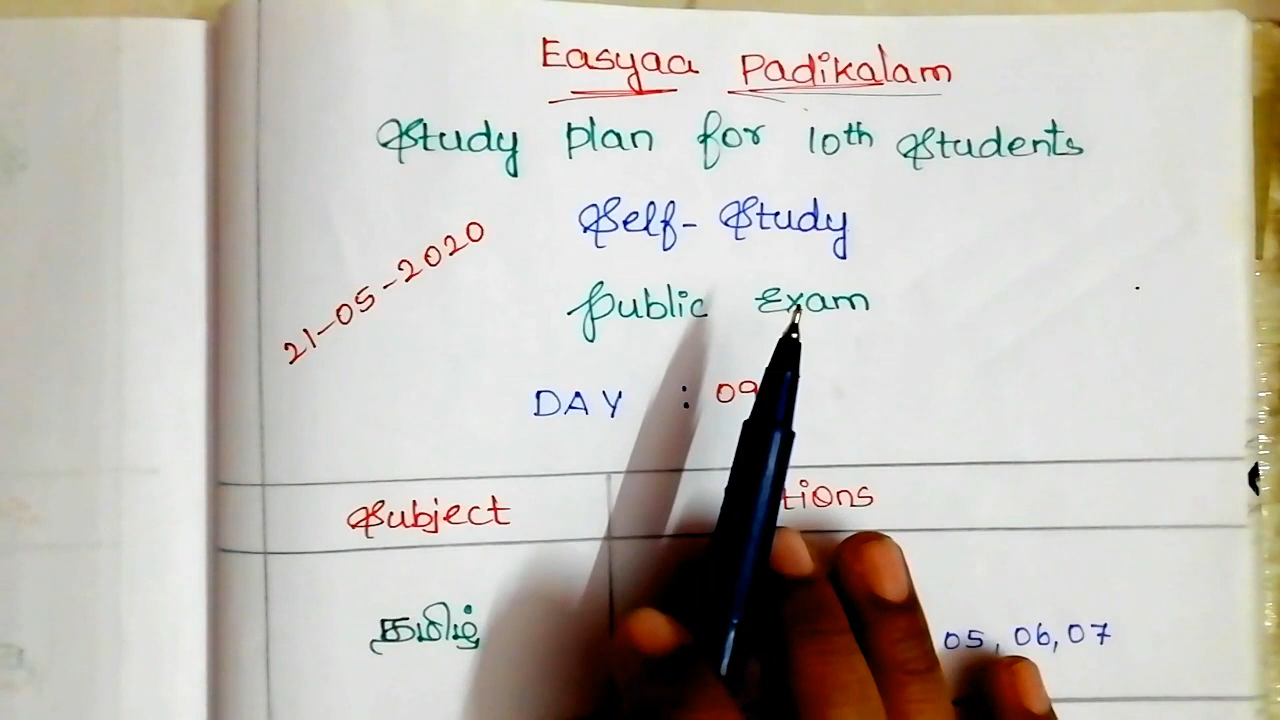 Easyaa Padikalam
Study plan for 10th Students
Self-Study
21-05-2020
Public Exam
DAY : 09
Subject tions
தமிழ் 05, 06, 07